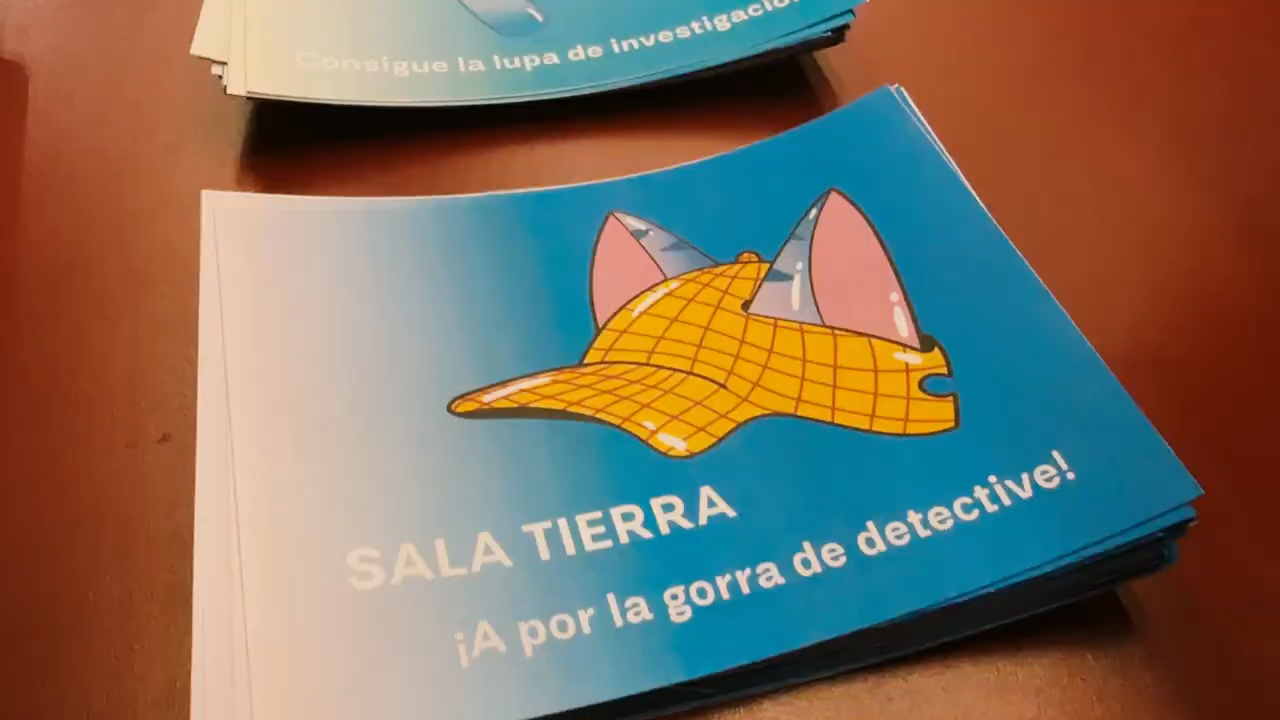 Consigue la lupa de investigación
SALA TIERRA
¡A por la gorra de detective!